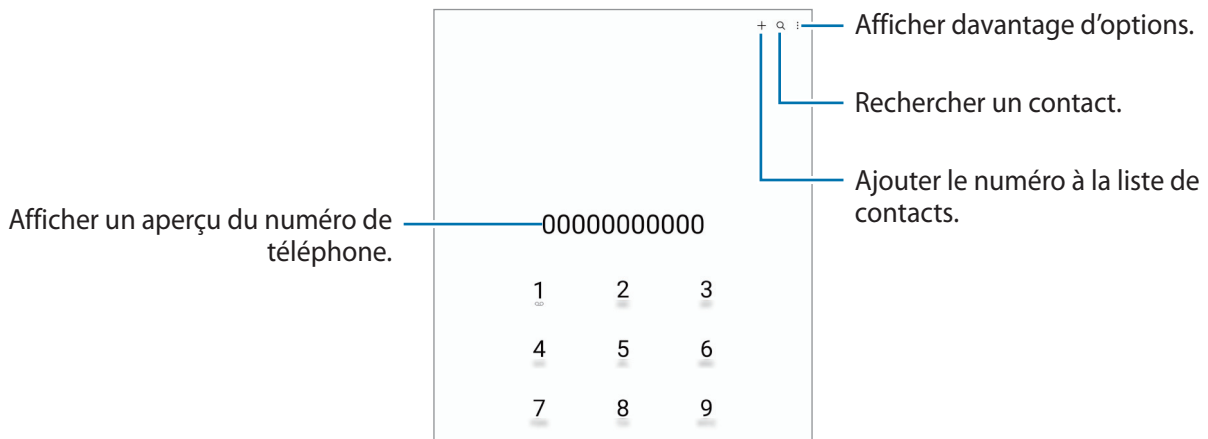 Afficher davantage d’options.
Rechercher un contact.
Ajouter le numéro à la liste de
contacts.
Afficher un aperçu du numéro de
téléphone.
00000000000
1 2 3
4 5 6
7 8 9